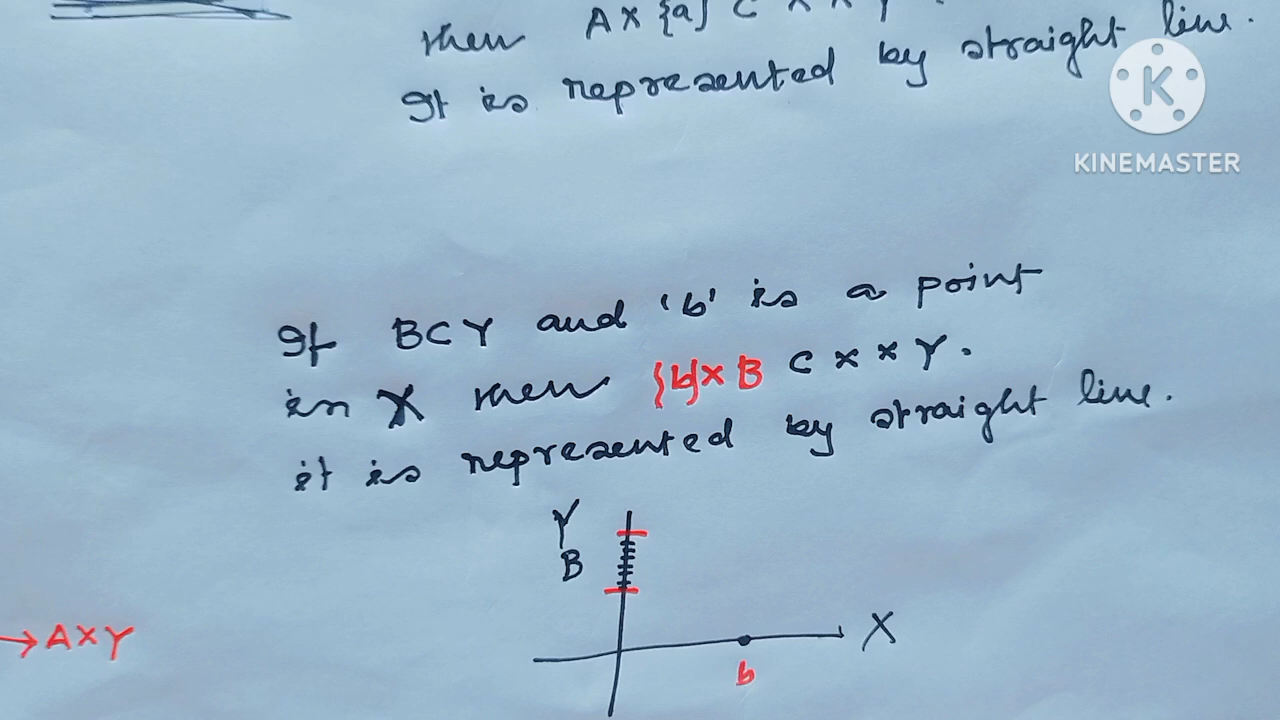 then A × {a} ⊂ X × Y.
It is represented by straight line.
KINEMASTER
If B⊂Y and 'b' is a point
in X then {b}×B ⊂ X × Y.
it is represented by straight line.
Y
B
→A×Y
X
b